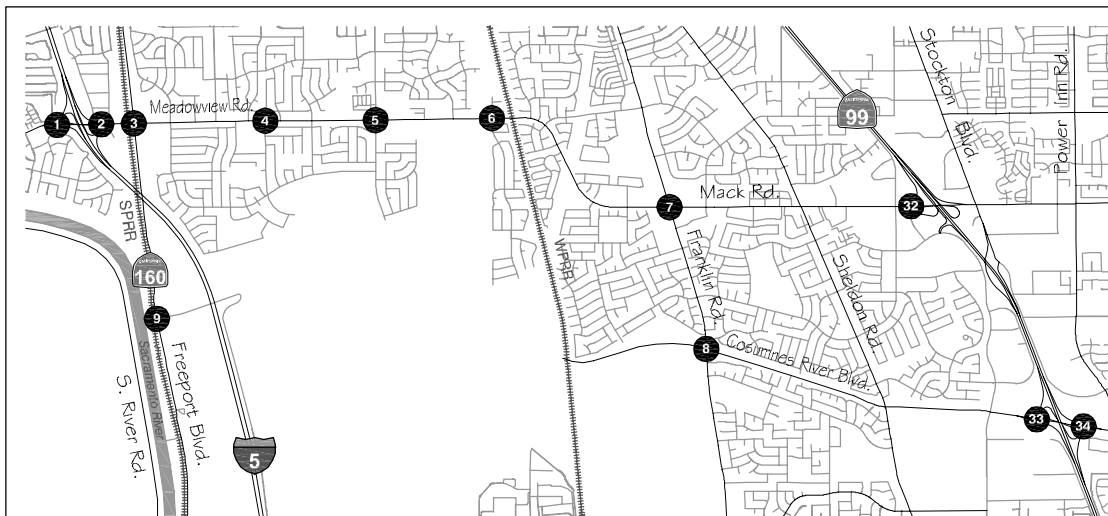 Stockton Blvd.
Power Inn Rd.
CALIFORNIA
99
Meadowview Rd.
1
2
3
4
5
6
Mack Rd.
7
32
SPRR
WPRR
Franklin Rd.
Sheldon Rd.
CALIFORNIA
160
9
8
Cosumnes River Blvd.
Sacramento River
Freeport Blvd.
S. River Rd.
5
33
34